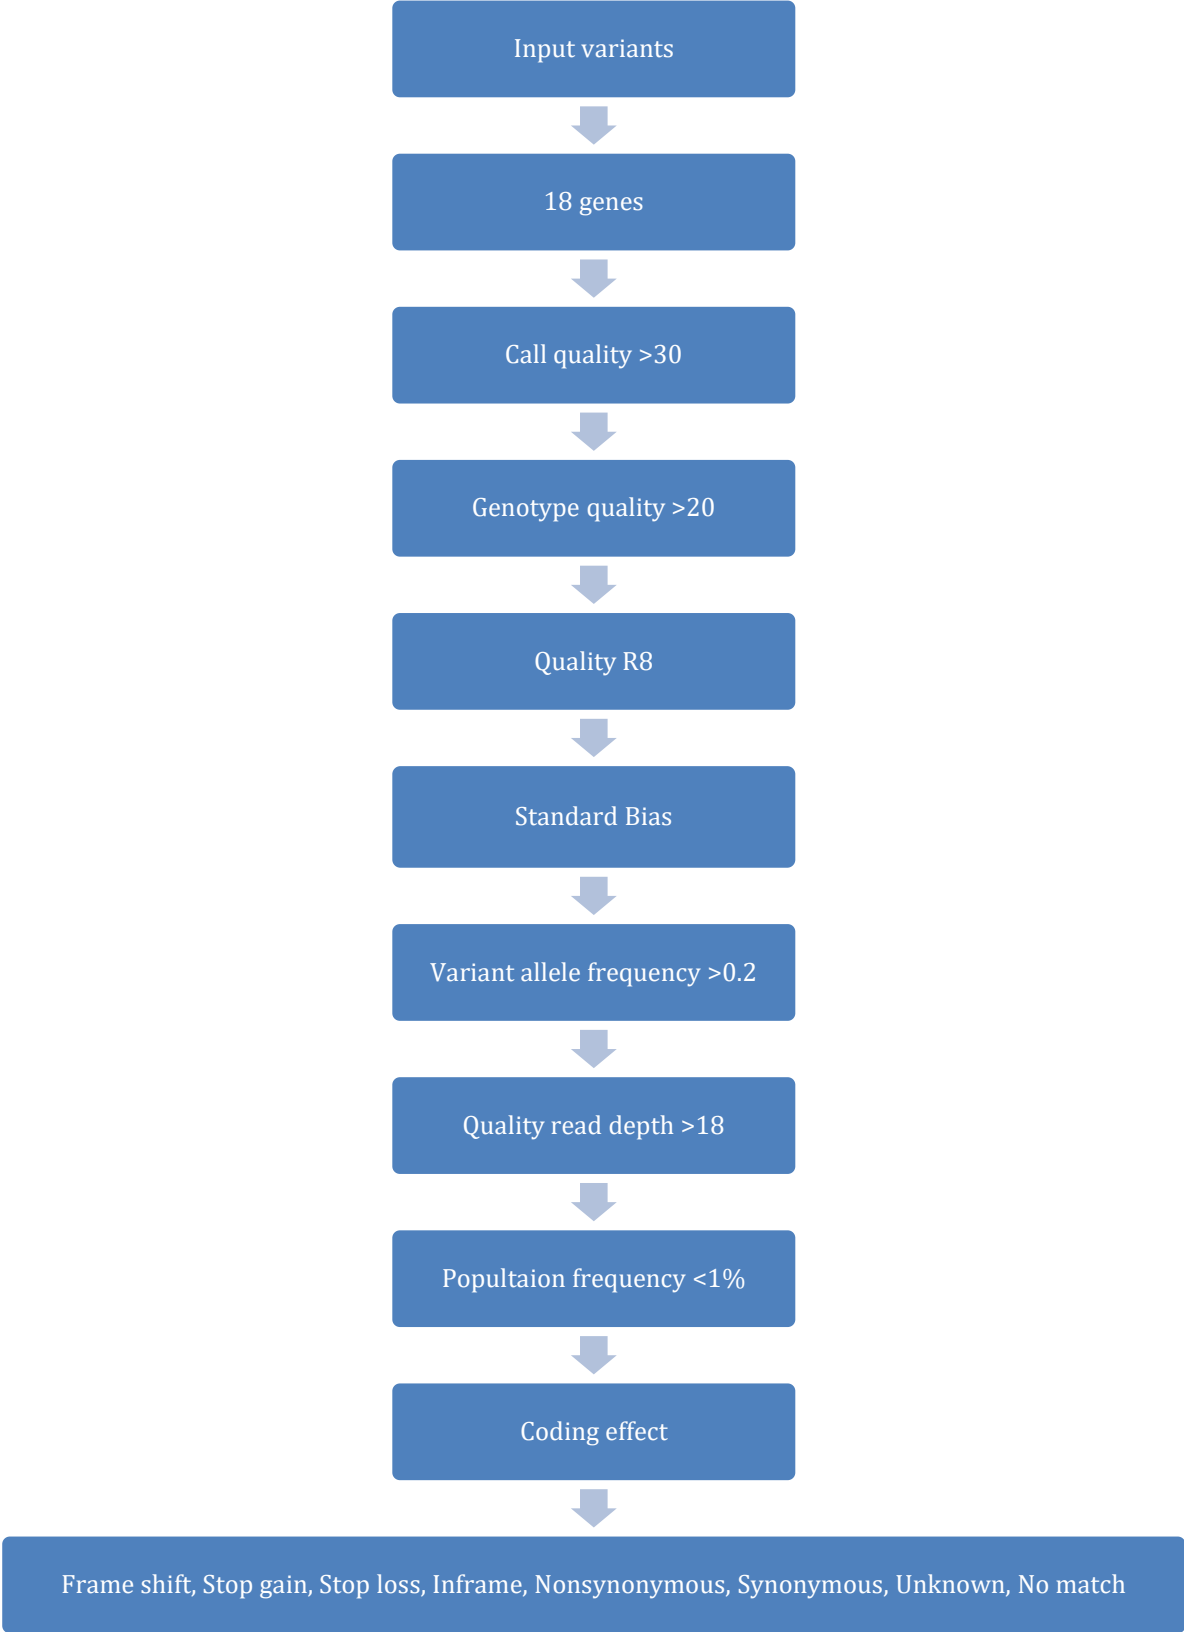 Input variants
18 genes
Call quality >30
Genotype quality >20
Quality R8
Standard Bias
Variant allele frequency >0.2
Quality read depth >18
Popultaion frequency <1%
Coding effect
Frame shift, Stop gain, Stop loss, Inframe, Nonsynonymous, Synonymous, Unknown, No match